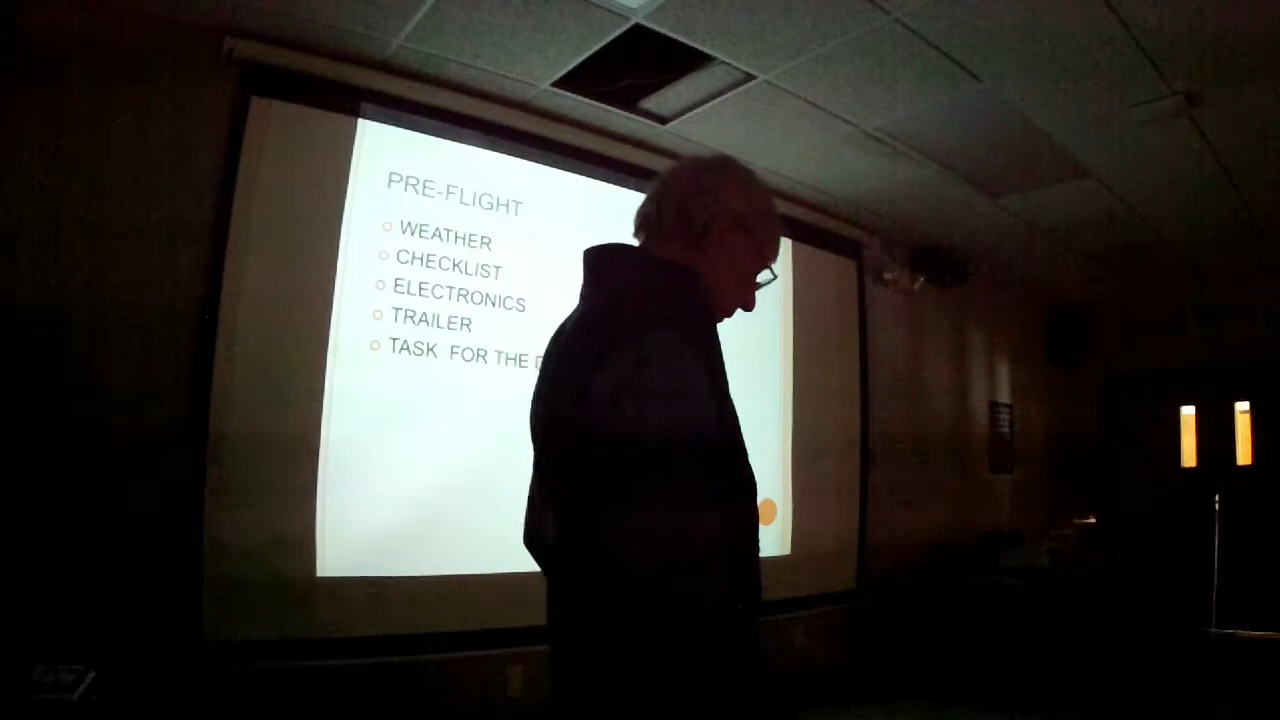 PRE-FLIGHT
WEATHER
CHECKLIST
ELECTRONICS
TRAILER
TASK FOR THE